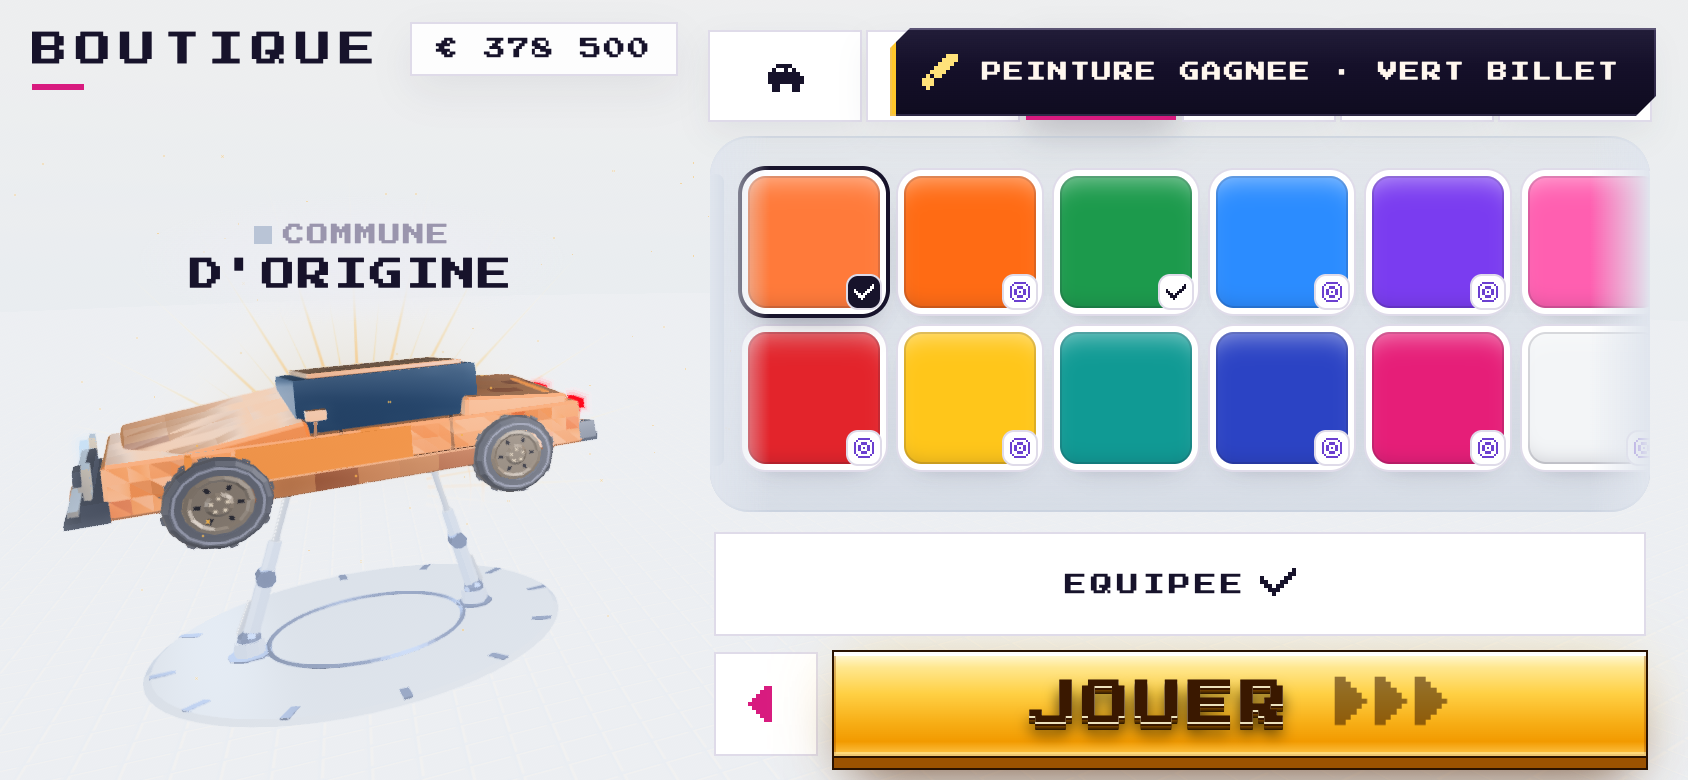 BOUTIQUE
€ 378 500
PEINTURE GAGNEE · VERT BILLET
COMMUNE
D'ORIGINE
EQUIPEE
JOUER